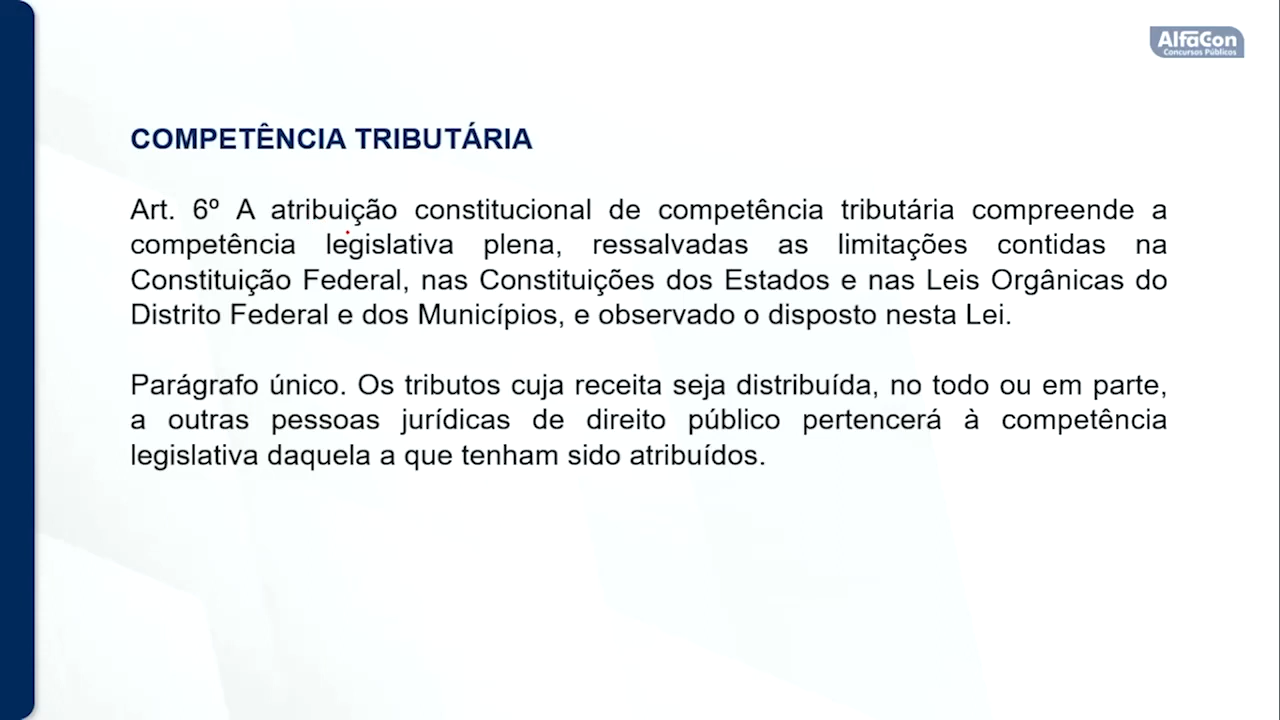 AlfaCon
Concursos Públicos
COMPETÊNCIA TRIBUTÁRIA
Art. 6º A atribuição constitucional de competência tributária compreende a
competência legislativa plena, ressalvadas as limitações contidas na
Constituição Federal, nas Constituições dos Estados e nas Leis Orgânicas do
Distrito Federal e dos Municípios, e observado o disposto nesta Lei.
Parágrafo único. Os tributos cuja receita seja distribuída, no todo ou em parte,
a outras pessoas jurídicas de direito público pertencerá à competência
legislativa daquela a que tenham sido atribuídos.